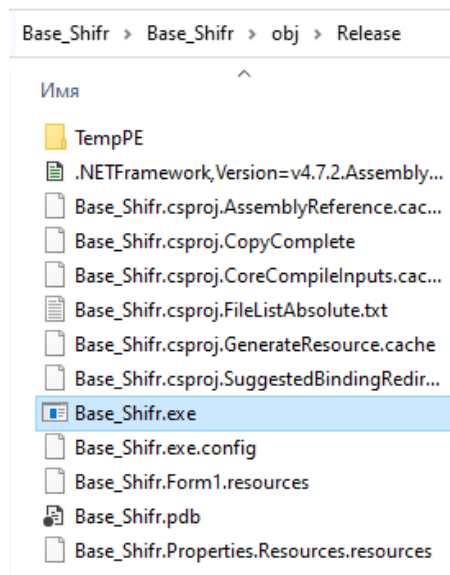 Base_Shifr > Base_Shifr > obj > Release
Имя
TempPE
.NETFramework,Version=v4.7.2.Assembly...
Base_Shifr.csproj.AssemblyReference.cac...
Base_Shifr.csproj.CopyComplete
Base_Shifr.csproj.CoreCompileInputs.cac...
Base_Shifr.csproj.FileListAbsolute.txt
Base_Shifr.csproj.GenerateResource.cache
Base_Shifr.csproj.SuggestedBindingRedir...
Base_Shifr.exe
Base_Shifr.exe.config
Base_Shifr.Form1.resources
Base_Shifr.pdb
Base_Shifr.Properties.Resources.resources